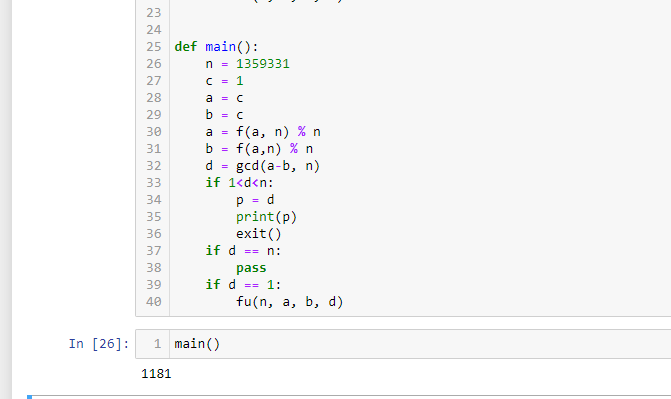 23
24
25 def main():
26     n = 1359331
27     c = 1
28     a = c
29     b = c
30     a = f(a, n) % n
31     b = f(a,n) % n
32     d = gcd(a-b, n)
33     if 1<d<n:
34         p = d
35         print(p)
36         exit()
37     if d == n:
38         pass
39     if d == 1:
40         fu(n, a, b, d)
In [26]: 1 main()
1181